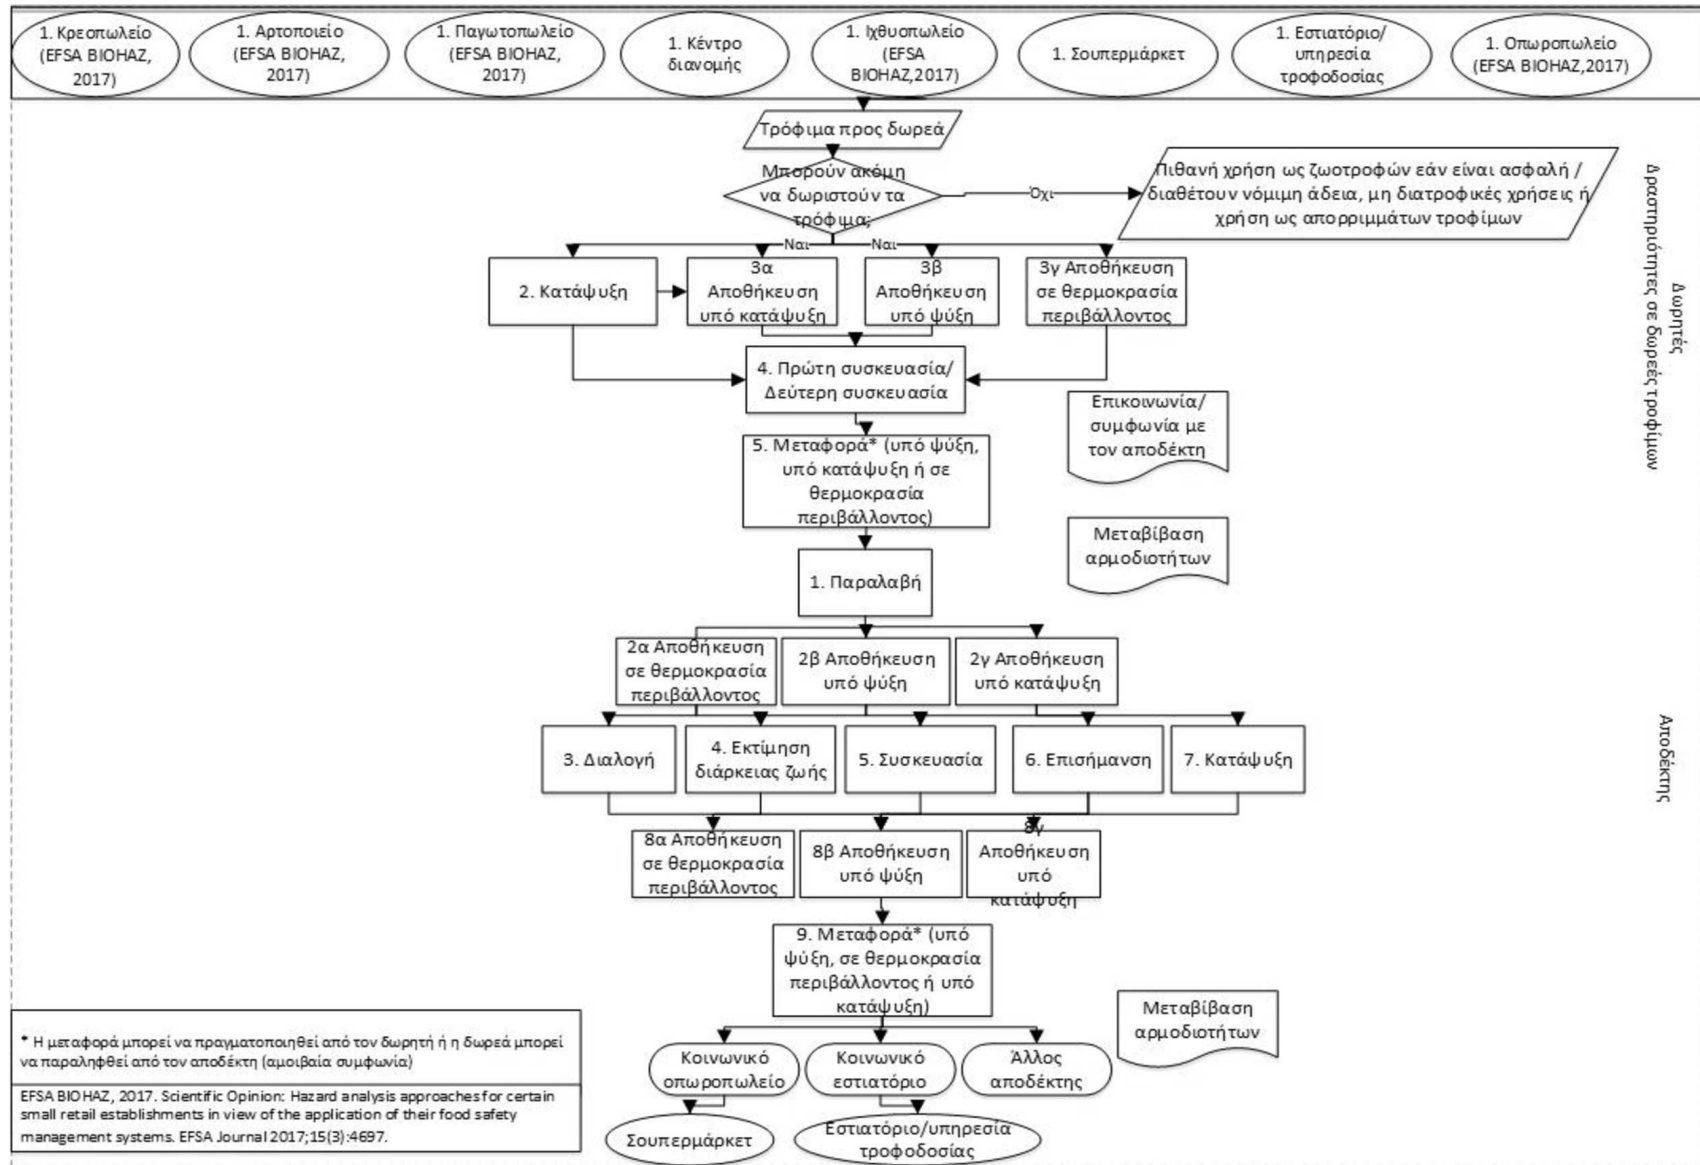 1. Κρεοπωλείο
(EFSA BIOHAZ,
2017)
1. Αρτοποιείο
(EFSA BIOHAZ,
2017)
1. Παγωτοπωλείο
(EFSA BIOHAZ,
2017)
1. Κέντρο
διανομής
1. Ιχθυοπωλείο
(EFSA
BIOHAZ,2017)
1. Σουπερμάρκετ
1. Εστιατόριο/
υπηρεσία
τροφοδοσίας
1. Οπωροπωλείο
(EFSA BIOHAZ,2017)
Τρόφιμα προς δωρεά
Μπορούν ακόμη
να δωριστούν τα
τρόφιμα;
Όχι
Πιθανή χρήση ως ζωοτροφών εάν είναι ασφαλή /
διαθέτουν νόμιμη άδεια, μη διατροφικές χρήσεις ή
χρήση ως απορριμμάτων τροφίμων
Δωρητές
Δραστηριότητες σε δωρεές τροφίμων
Ναι
Ναι
2. Κατάψυξη
3α
Αποθήκευση
υπό κατάψυξη
3β
Αποθήκευση
υπό ψύξη
3γ Αποθήκευση
σε θερμοκρασία
περιβάλλοντος
4. Πρώτη συσκευασία/
Δεύτερη συσκευασία
Επικοινωνία/
συμφωνία με
τον αποδέκτη
5. Μεταφορά* (υπό ψύξη,
υπό κατάψυξη ή σε
θερμοκρασία
περιβάλλοντος)
Μεταβίβαση
αρμοδιοτήτων
1. Παραλαβή
2α Αποθήκευση
σε θερμοκρασία
περιβάλλοντος
2β Αποθήκευση
υπό ψύξη
2γ Αποθήκευση
υπό κατάψυξη
Αποδέκτης
3. Διαλογή
4. Εκτίμηση
διάρκειας ζωής
5. Συσκευασία
6. Επισήμανση
7. Κατάψυξη
8α Αποθήκευση
σε θερμοκρασία
περιβάλλοντος
8β Αποθήκευση
υπό ψύξη
8γ
Αποθήκευση
υπό
κατάψυξη
9. Μεταφορά* (υπό
ψύξη, σε θερμοκρασία
περιβάλλοντος ή υπό
κατάψυξη)
Μεταβίβαση
αρμοδιοτήτων
* Η μεταφορά μπορεί να πραγματοποιηθεί από τον δωρητή ή η δωρεά μπορεί
να παραληφθεί από τον αποδέκτη (αμοιβαία συμφωνία)
Κοινωνικό
οπωροπωλείο
Κοινωνικό
εστιατόριο
Άλλος
αποδέκτης
EFSA BIOHAZ, 2017. Scientific Opinion: Hazard analysis approaches for certain
small retail establishments in view of the application of their food safety
management systems. EFSA Journal 2017;15(3):4697.
Σουπερμάρκετ
Εστιατόριο/υπηρεσία
τροφοδοσίας